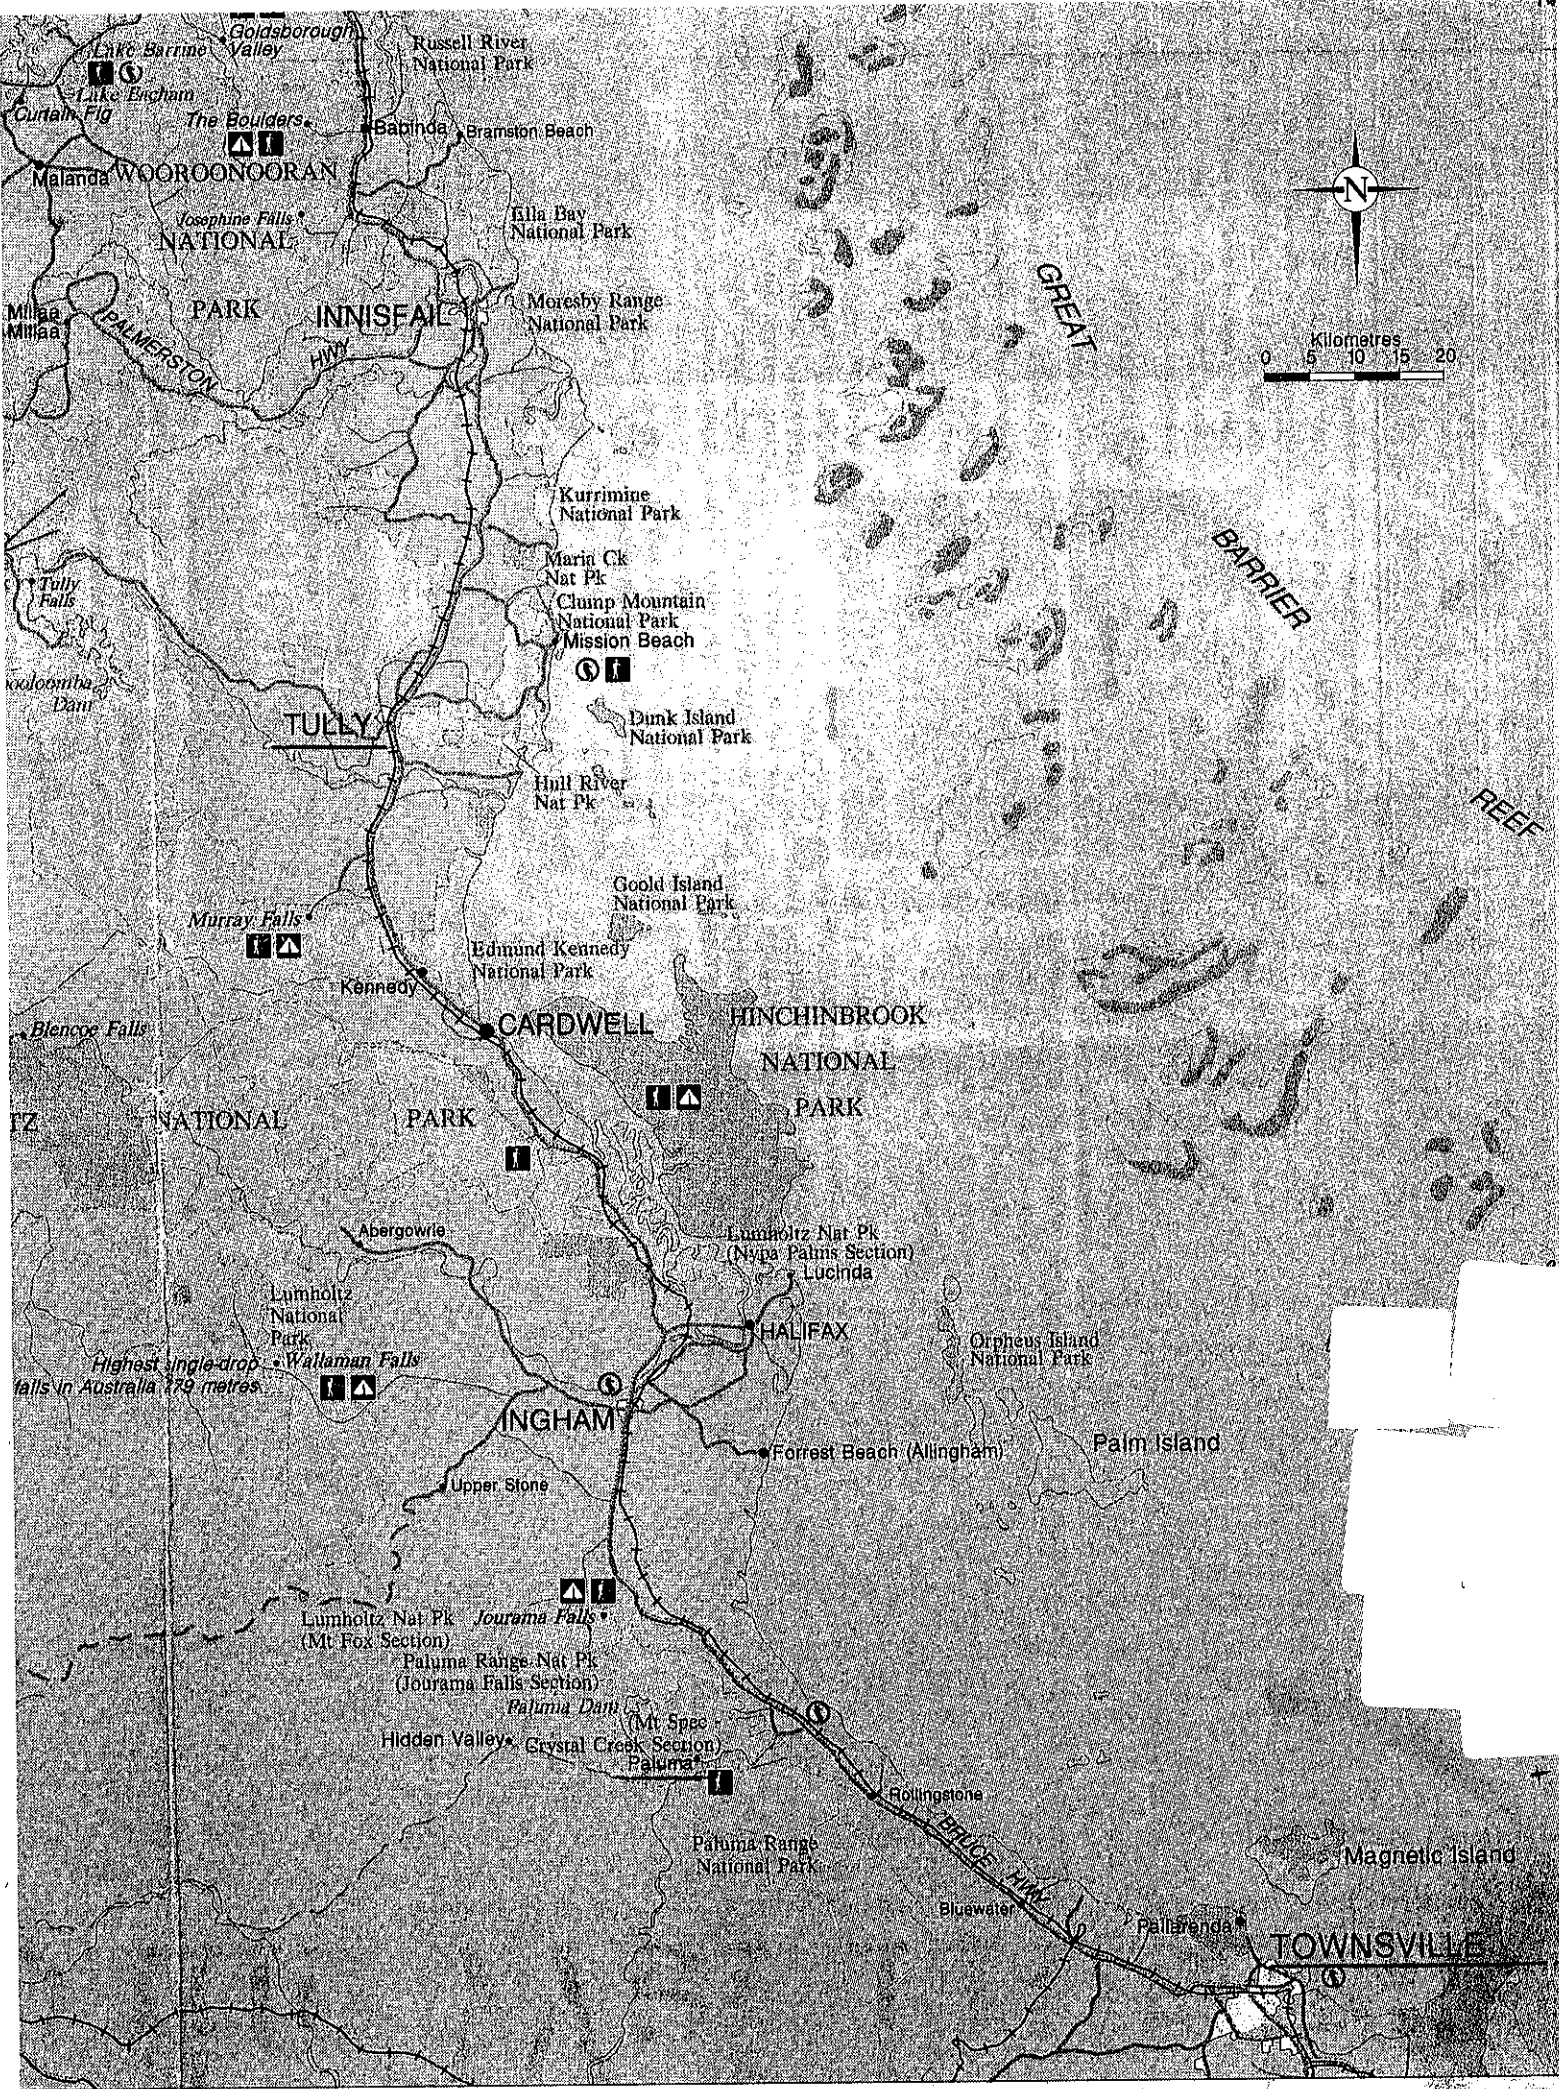 Goldsborough
Valley
Lake Barrine
Russell River
National Park
Lake Eacham
Curtain Fig
The Boulders
Babinda
Bramston Beach
Malanda
WOOROONOORAN
Josephine Falls
NATIONAL
Ella Bay
National Park
N
GREAT
PARK
INNISFAIL
Moresby Range
National Park
Millaa
Millaa
PALMERSTON
HWY
Kilometres
0 5 10 15 20
Kurrimine
National Park
BARRIER
Maria Ck
Nat Pk
Tully
Falls
Clump Mountain
National Park
Mission Beach
ooloomba
Dam
TULLY
Dunk Island
National Park
Hull River
Nat Pk
REEF
Goold Island
National Park
Murray Falls
Edmund Kennedy
National Park
Kennedy
CARDWELL
HINCHINBROOK
NATIONAL
PARK
Blencoe Falls
TZ
NATIONAL
PARK
Abergowrie
Lumholtz Nat Pk
(Nypa Palms Section)
Lucinda
Lumholtz
National
Park
HALIFAX
Orpheus Island
National Park
Highest single-drop
falls in Australia 279 metres
Wallaman Falls
INGHAM
Forrest Beach (Allingham)
Palm Island
Upper Stone
Lumholtz Nat Pk
(Mt Fox Section)
Jourama Falls
Paluma Range Nat Pk
(Jourama Falls Section)
Paluma Dam
(Mt Spec -
Crystal Creek Section)
Hidden Valley
Paluma
Rollingstone
BRUCE HWY
Paluma Range
National Park
Magnetic Island
Bluewater
Pallarenda
TOWNSVILLE